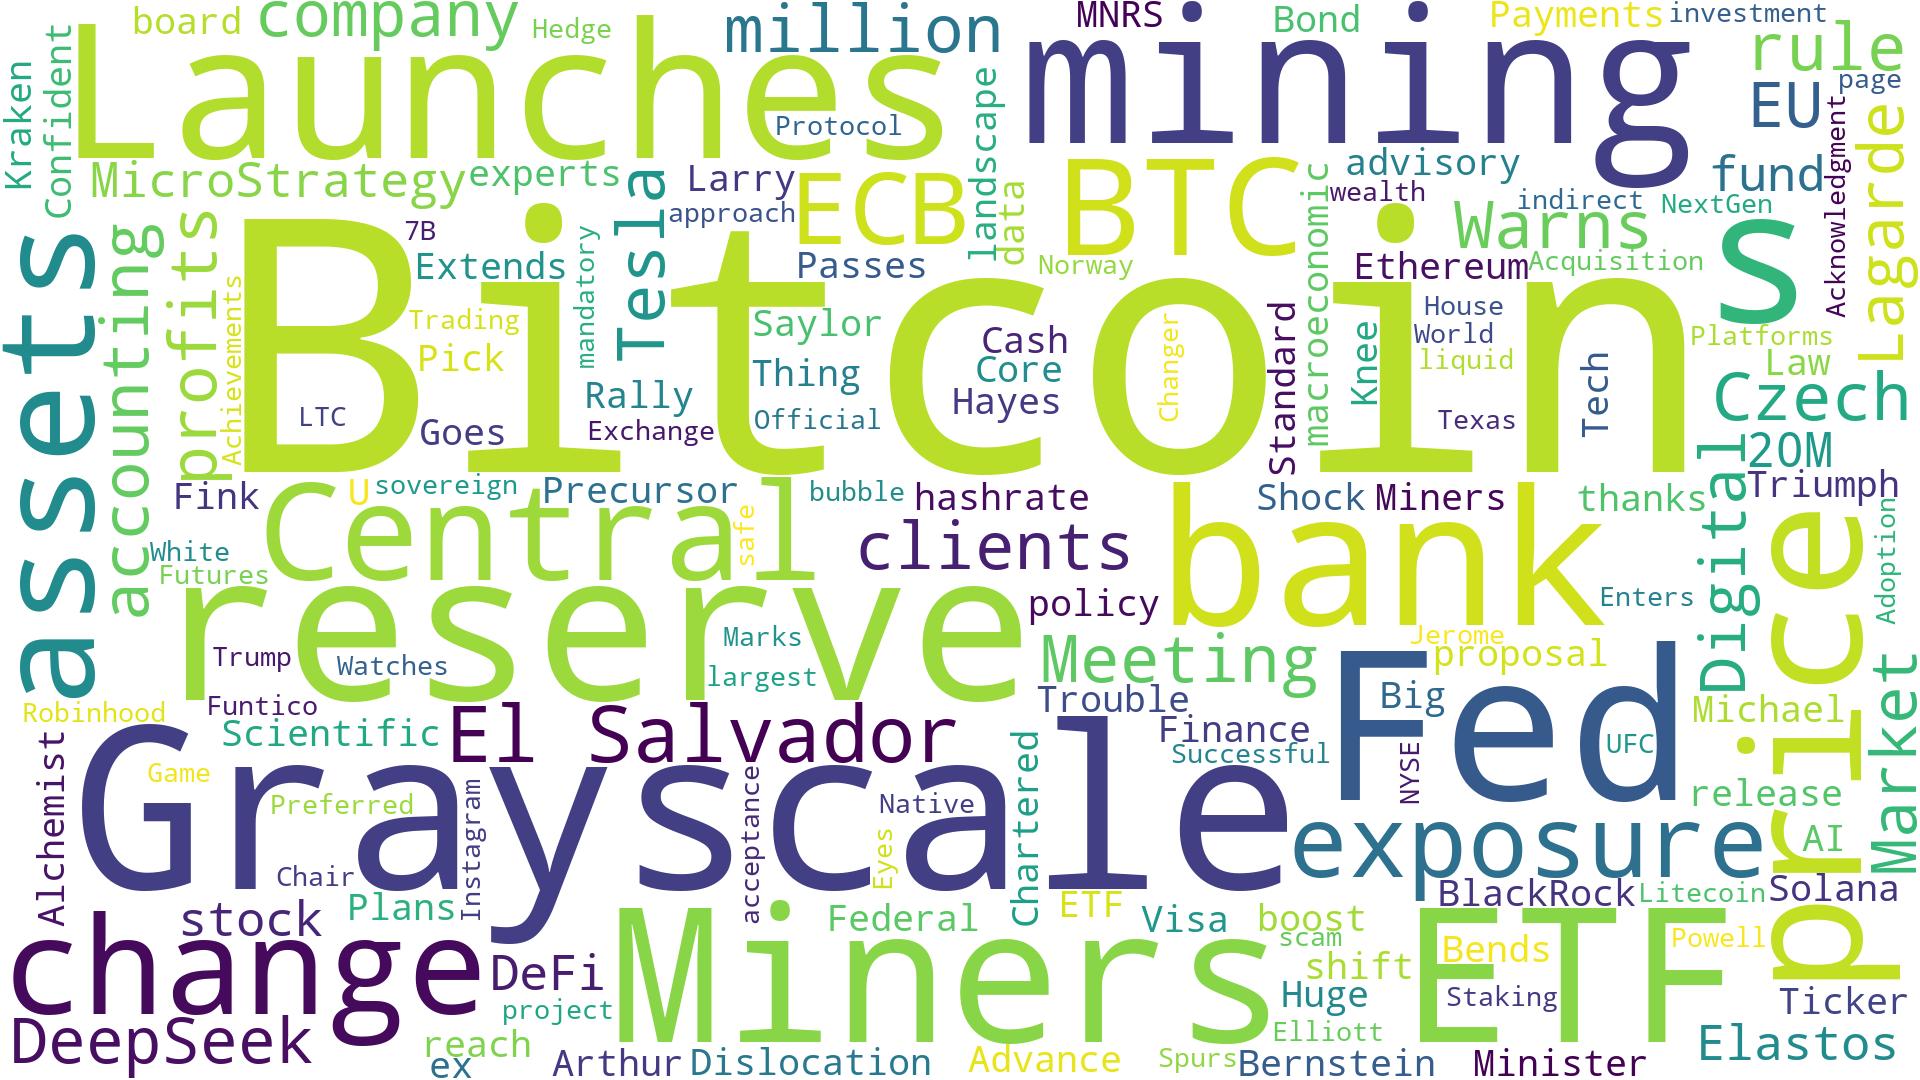 board
company
Hedge
million
MNRS
Bond
Payments
investment
Launches
mining
rule
page
Kraken
Confident
Protocol
landscape
EU
Lagarde
Acknowledgment
MicroStrategy
experts
Tesla
Larry
ECB
data
BTC
macroeconomic
advisory
wealth
fund
approach
indirect
NextGen
Warns
s
assets
accounting
profits
Achievements
7B
Extends
mandatory
Passes
Norway
Ethereum
Acquisition
Bitcoin
Trading
Pick
Saylor
Thing
Cash
Core
Hayes
Changer
Standard
Knee
House
World
liquid
Tech
Platforms
Law
Czech
LTC
Goes
Rally
Exchange
Official
Texas
20M
Triumph
Fink
U
sovereign
Precursor
bubble
hashrate
Shock
Miners
thanks
Digital
Central
safe
clients
bank
price
Adoption
White
Futures
reserve
policy
Enters
Trump
Watches
Marks
largest
Meeting
Jerome
proposal
Fed
Market
Robinhood
Funtico
Scientific
El Salvador
Trouble
Finance
Successful
Big
UFC
NYSE
Michael
Alchemist
Game
Preferred
Instagram
Grayscale
acceptance
Native
Eyes
Chartered
exposure
release
AI
Chair
BlackRock
Litecoin
Solana
stock
Plans
Federal
ETF
Visa
boost
scam
shift
Bends
Powell
change
DeFi
Miners
Huge
ETF
Staking
Ticker
project
DeepSeek
reach
ex
Arthur
Dislocation
Advance
Spurs
Elliott
Bernstein
Minister
Elastos